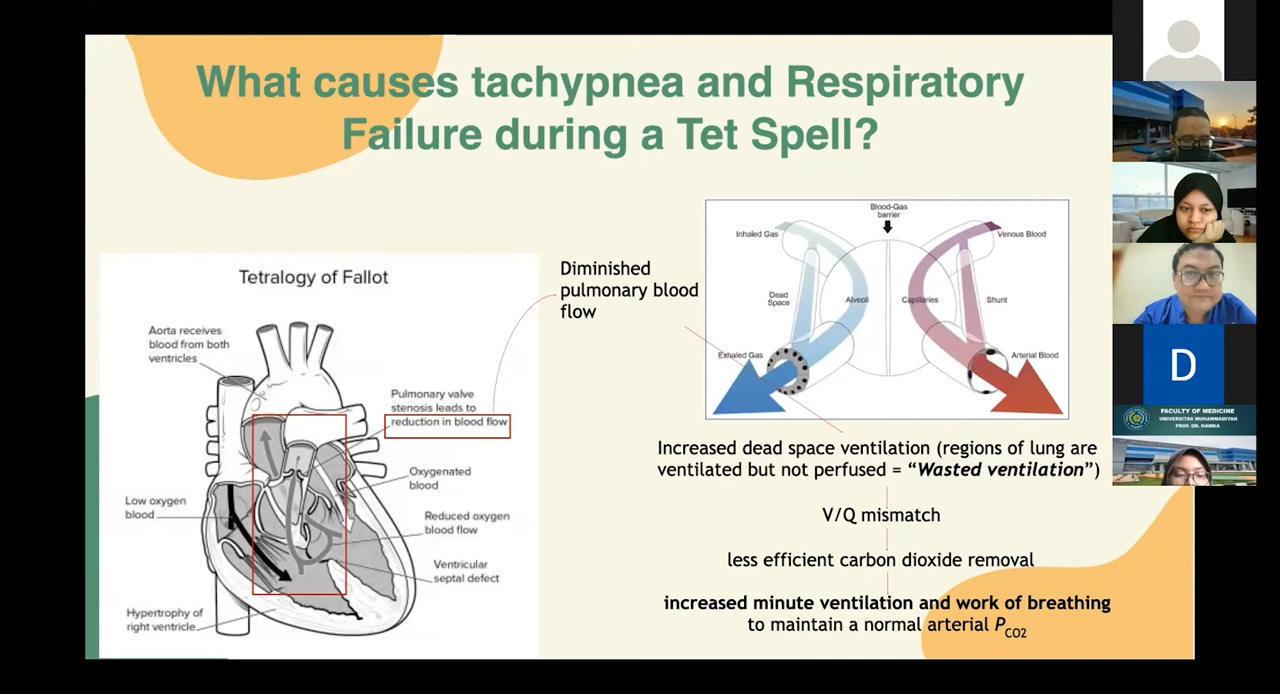 What causes tachypnea and Respiratory
Failure during a Tet Spell?
Tetralogy of Fallot
Aorta receives
blood from both
ventricles
Pulmonary valve
stenosis leads to
reduction in blood flow
Oxygenated
blood
Low oxygen
blood
Reduced oxygen
blood flow
Ventricular
septal defect
Hypertrophy of
right ventricle
Diminished
pulmonary blood
flow
Blood-Gas
barrier
Inhaled Gas
Venous Blood
Dead
Space
Alveoli
Capillaries
Shunt
Exhaled Gas
Arterial Blood
Increased dead space ventilation (regions of lung are
ventilated but not perfused = “Wasted ventilation”)
V/Q mismatch
less efficient carbon dioxide removal
increased minute ventilation and work of breathing
to maintain a normal arterial PCO2
D
FACULTY OF MEDICINE
UNIVERSITAS MUHAMMADIYAH
PROF. DR. HAMKA